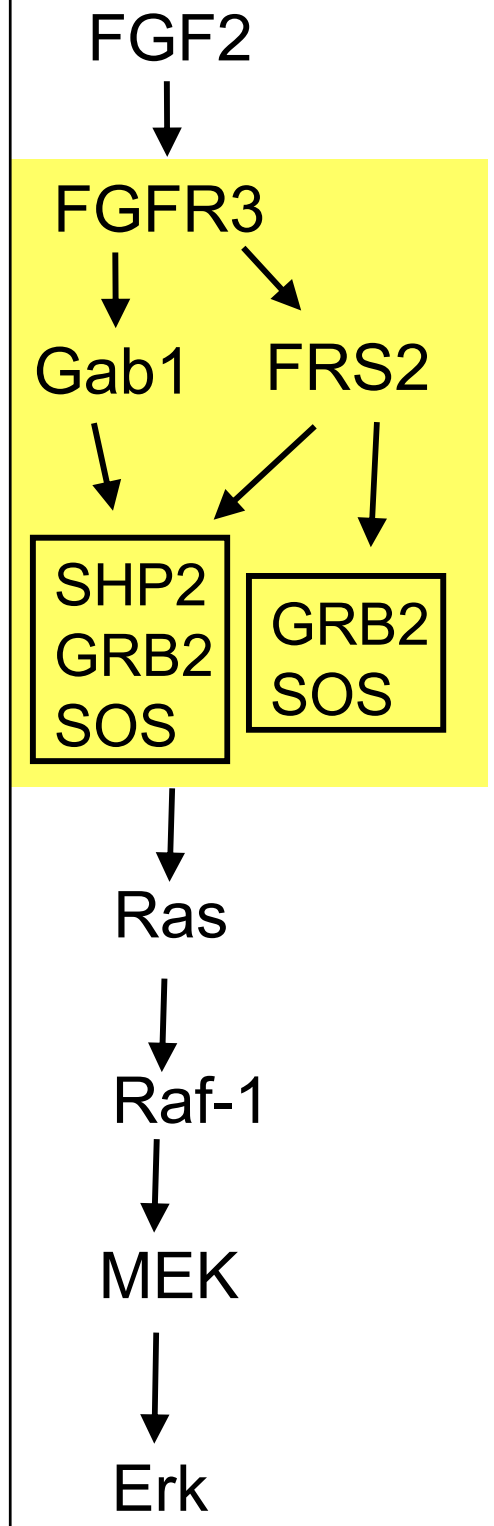 FGF2
FGFR3
Gab1
FRS2
SHP2
GRB2
SOS
GRB2
SOS
Ras
Raf-1
MEK
Erk